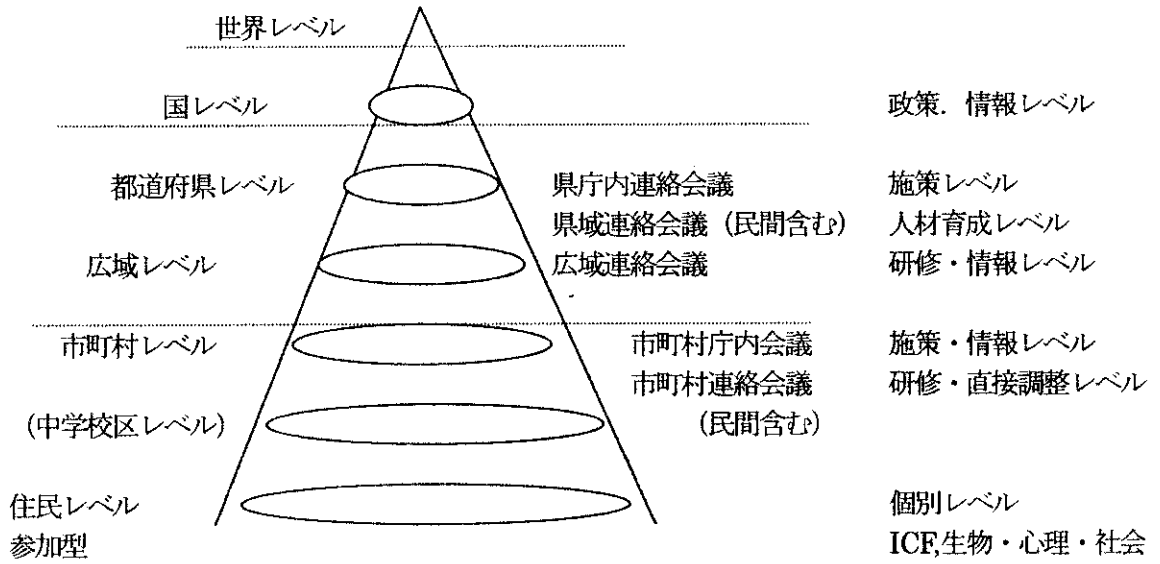 世界レベル
国レベル 政策．情報レベル
都道府県レベル 県庁内連絡会議 施策レベル
県域連絡会議（民間含む） 人材育成レベル
広域レベル 広域連絡会議 研修・情報レベル
市町村レベル 市町村庁内会議 施策・情報レベル
市町村連絡会議 研修・直接調整レベル
(中学校区レベル) （民間含む）
住民レベル 個別レベル
参加型 ICF,生物・心理・社会